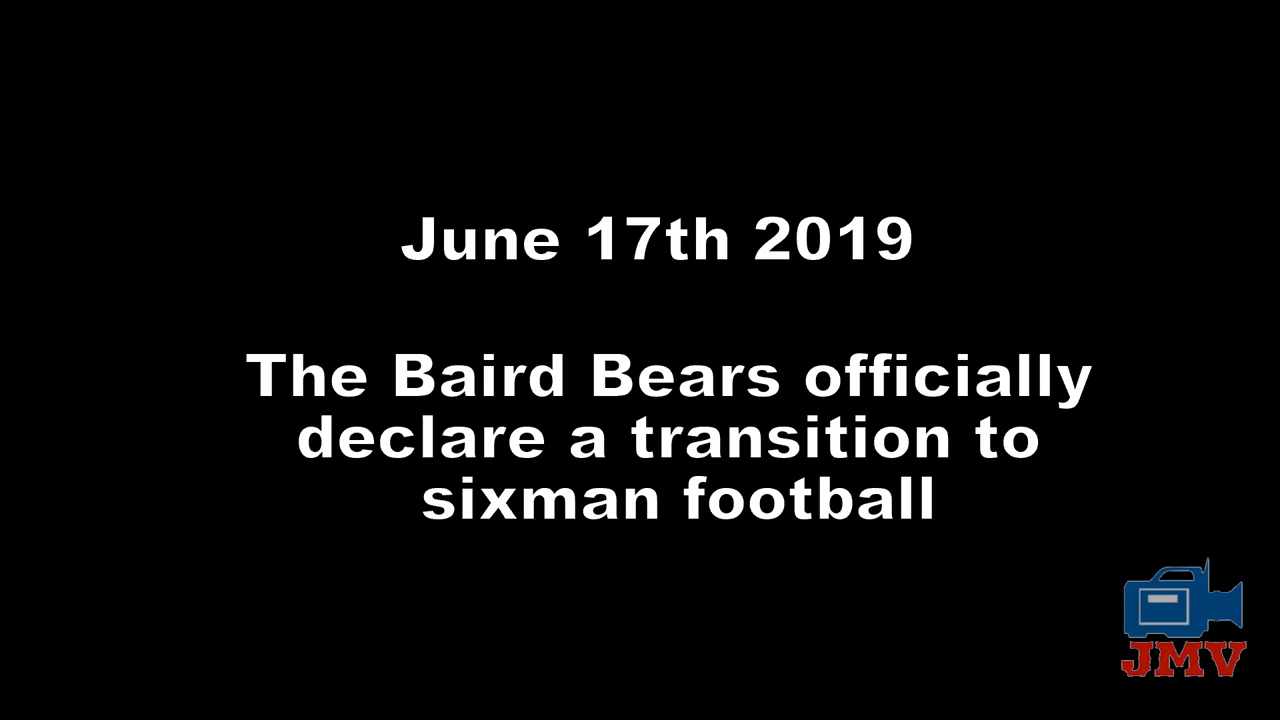 June 17th 2019
The Baird Bears officially
declare a transition to
sixman football
JMV